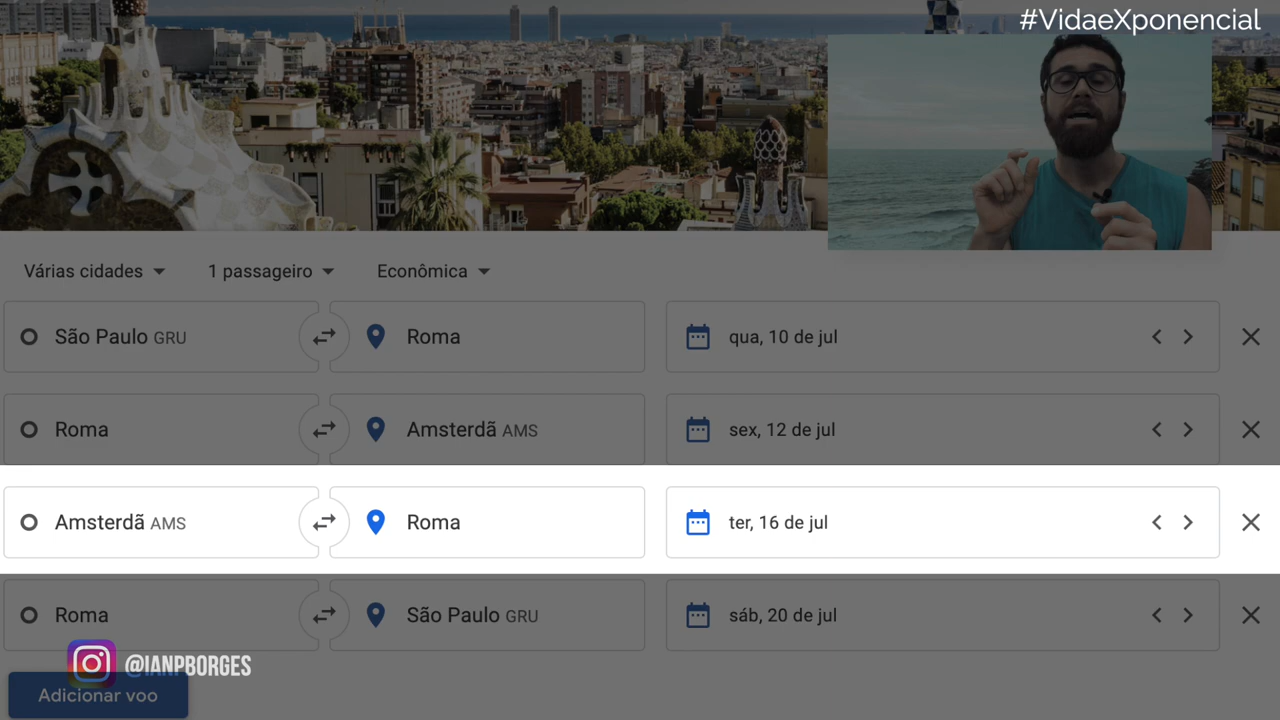 #VidaeXponencial
Várias cidades 1 passageiro Econômica
São Paulo GRU Roma qua, 10 de jul
Roma Amsterdã AMS sex, 12 de jul
Amsterdã AMS Roma ter, 16 de jul
Roma São Paulo GRU sáb, 20 de jul
@IANPBORGES
Adicionar voo